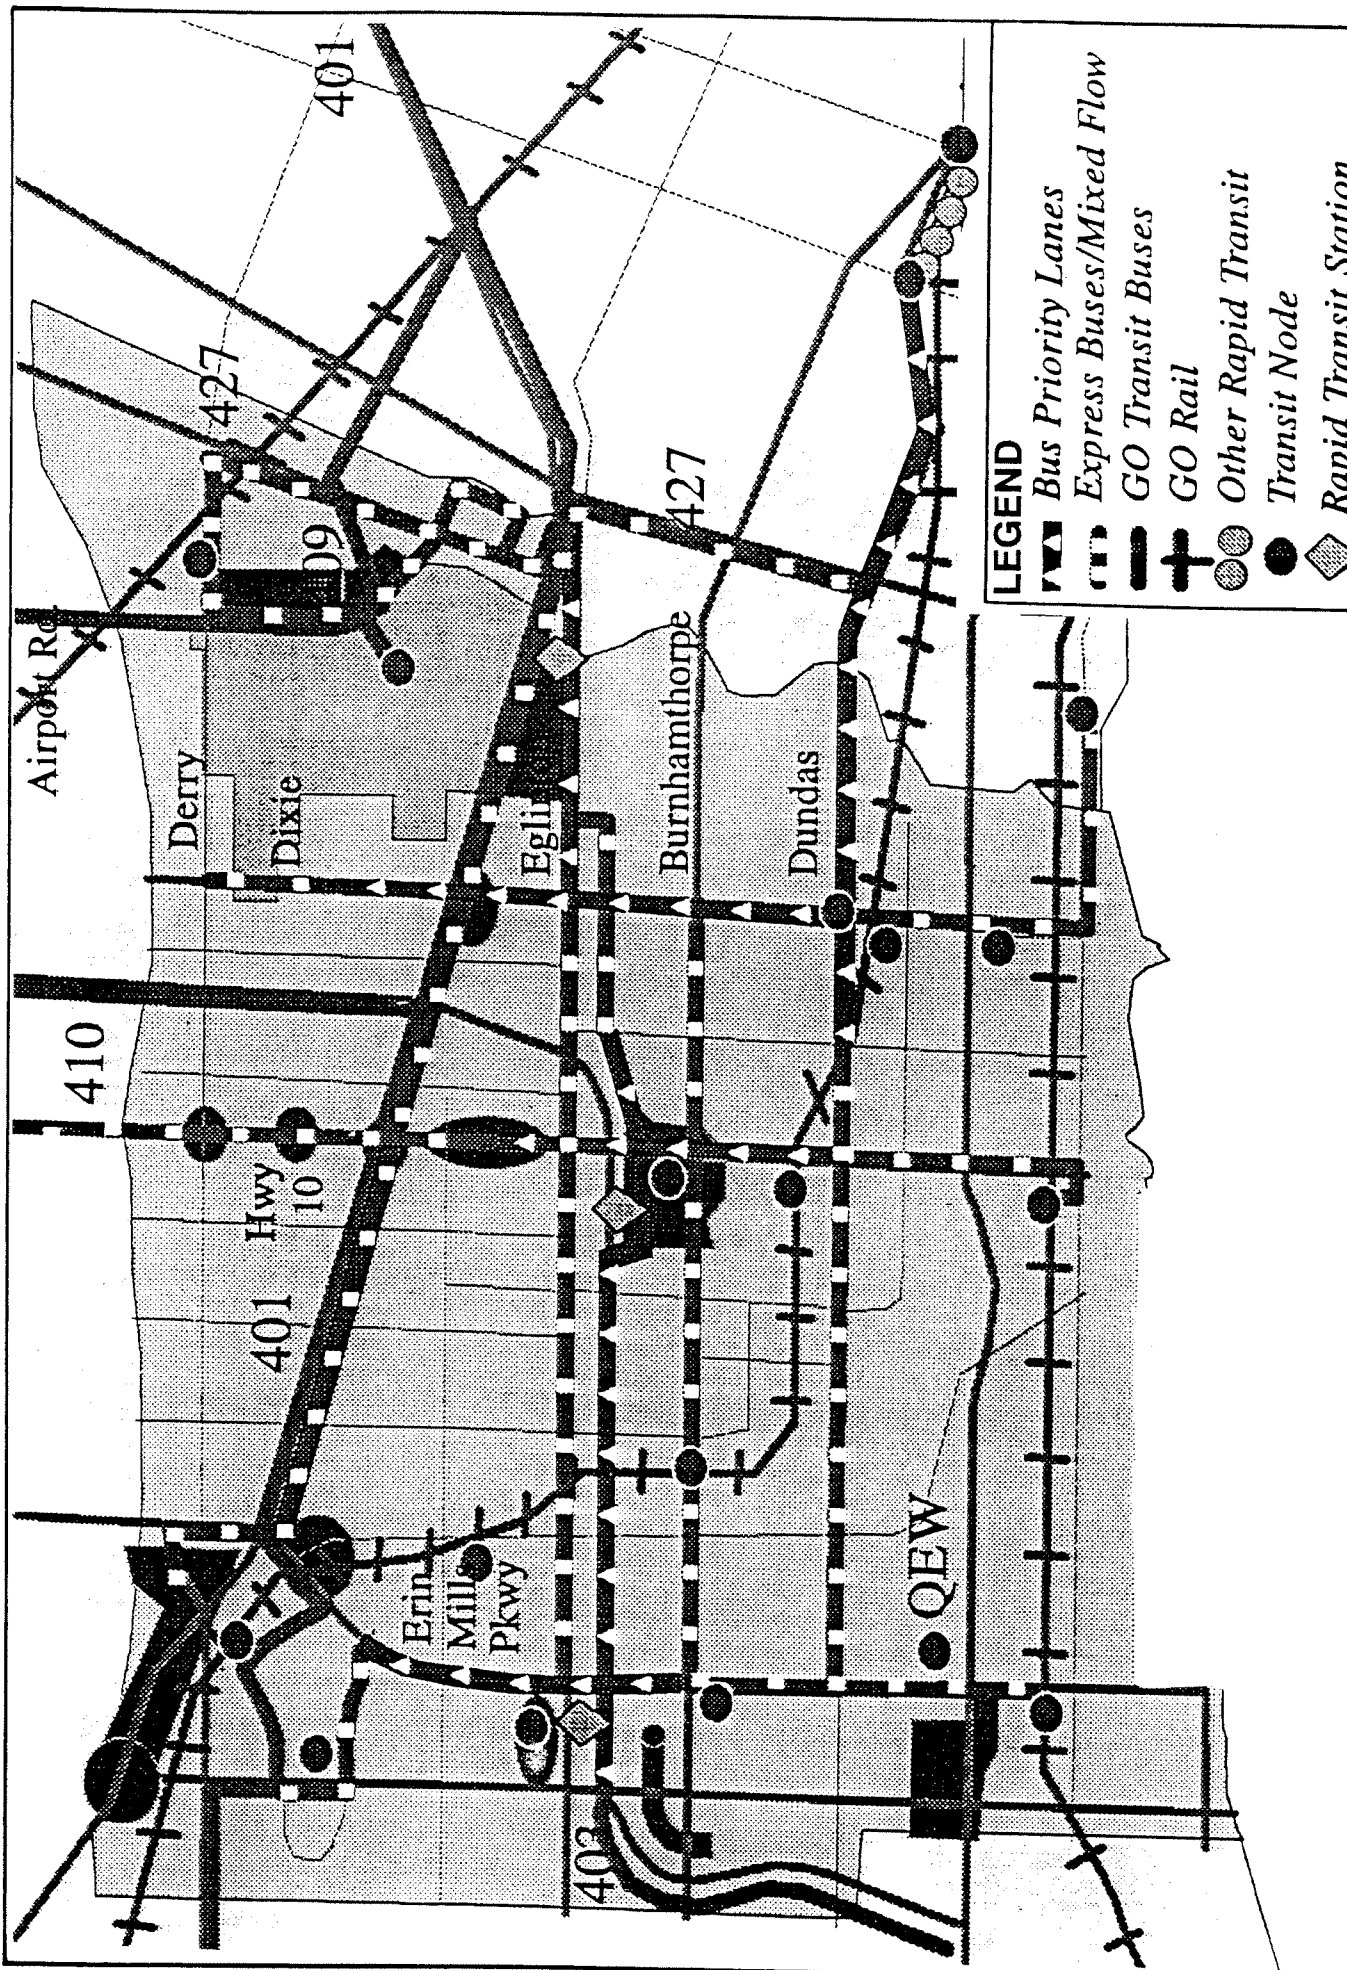 401
427
409
Airport Rd.
Derry
Dixie
Eglin
Burnhamthorpe
Dundas
427
410
Hwy
10
401
Erin
Mills
Pkwy
QEW
403
LEGEND
Bus Priority Lanes
Express Buses/Mixed Flow
GO Transit Buses
GO Rail
Other Rapid Transit
Transit Node
Rapid Transit Station